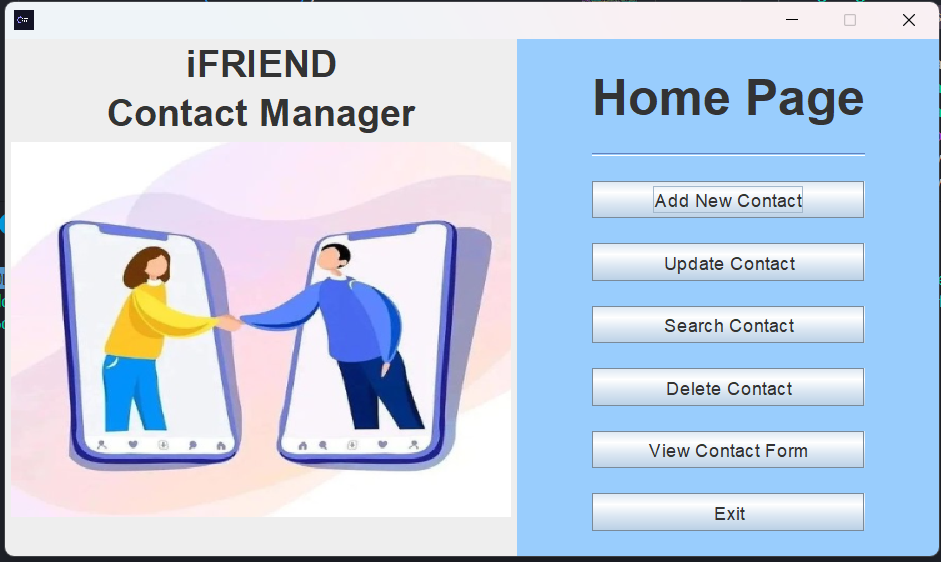 iFRIEND
Contact Manager
Home Page
Add New Contact
Update Contact
Search Contact
Delete Contact
View Contact Form
Exit